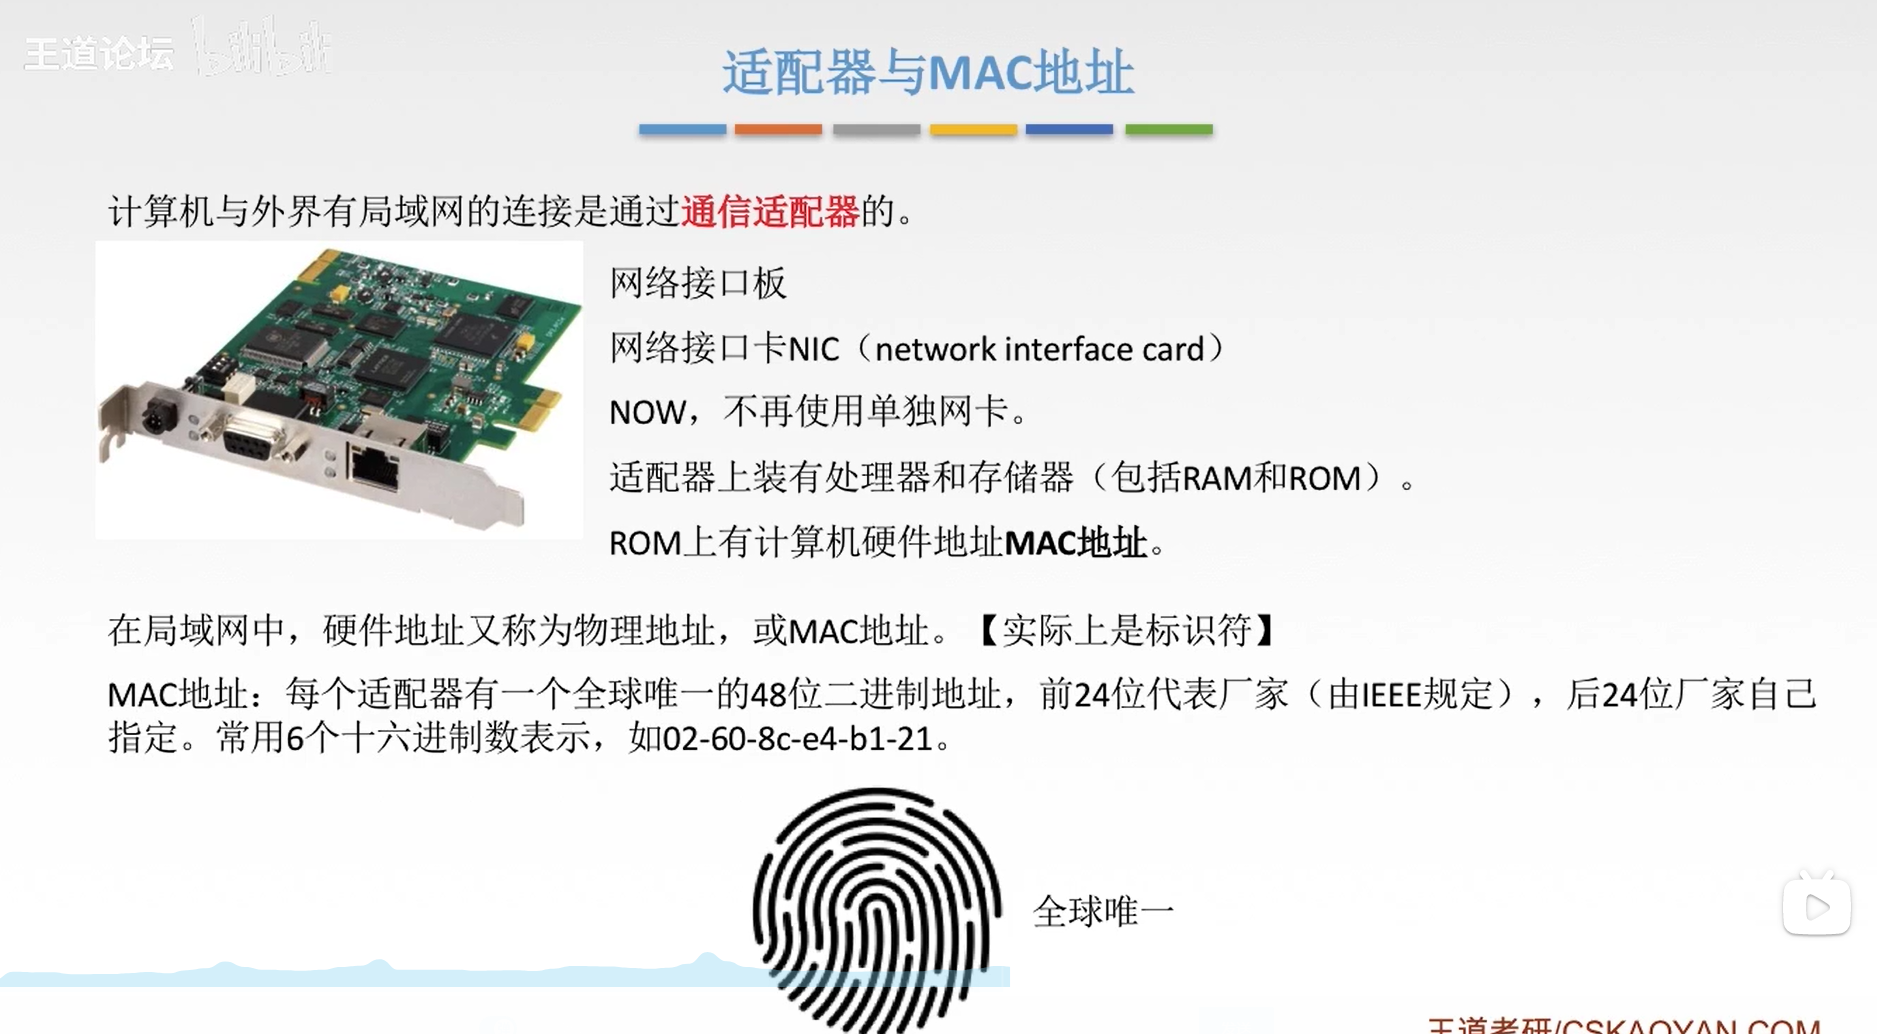 王道论坛 bilibili
适配器与MAC地址
计算机与外界有局域网的连接是通过通信适配器的。
网络接口板
网络接口卡NIC（network interface card）
NOW，不再使用单独网卡。
适配器上装有处理器和存储器（包括RAM和ROM）。
ROM上有计算机硬件地址MAC地址。
在局域网中，硬件地址又称为物理地址，或MAC地址。【实际上是标识符】
MAC地址：每个适配器有一个全球唯一的48位二进制地址，前24位代表厂家（由IEEE规定），后24位厂家自己
指定。常用6个十六进制数表示，如02-60-8c-e4-b1-21。
全球唯一
王道考研/CSKAOYAN.COM